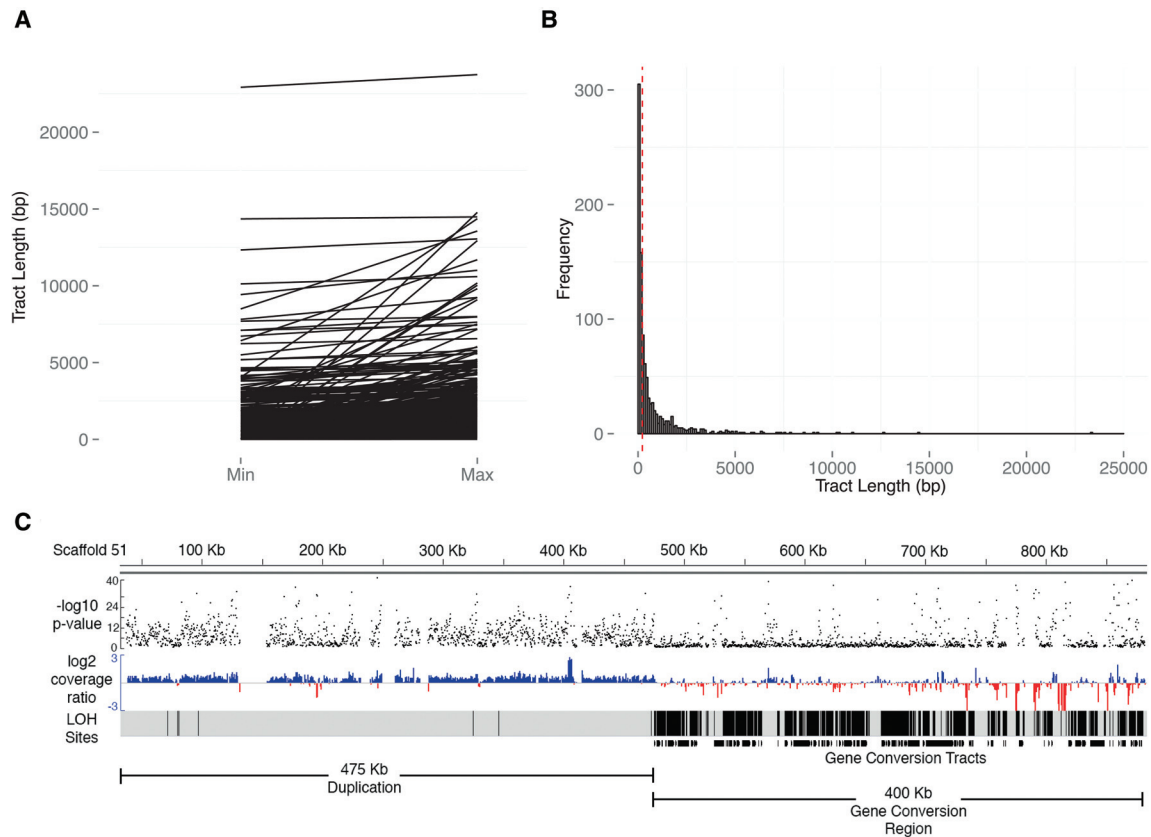 A
B
Tract Length (bp)
20000
15000
10000
5000
0
Min
Max
Frequency
300
200
100
0
0
5000
10000
15000
20000
25000
Tract Length (bp)
C
Scaffold 51
100 Kb
200 Kb
300 Kb
400 Kb
500 Kb
600 Kb
700 Kb
800 Kb
-log10
p-value
40
24
12
0
log2
coverage
ratio
3
-3
LOH
Sites
Gene Conversion Tracts
475 Kb
Duplication
400 Kb
Gene Conversion
Region